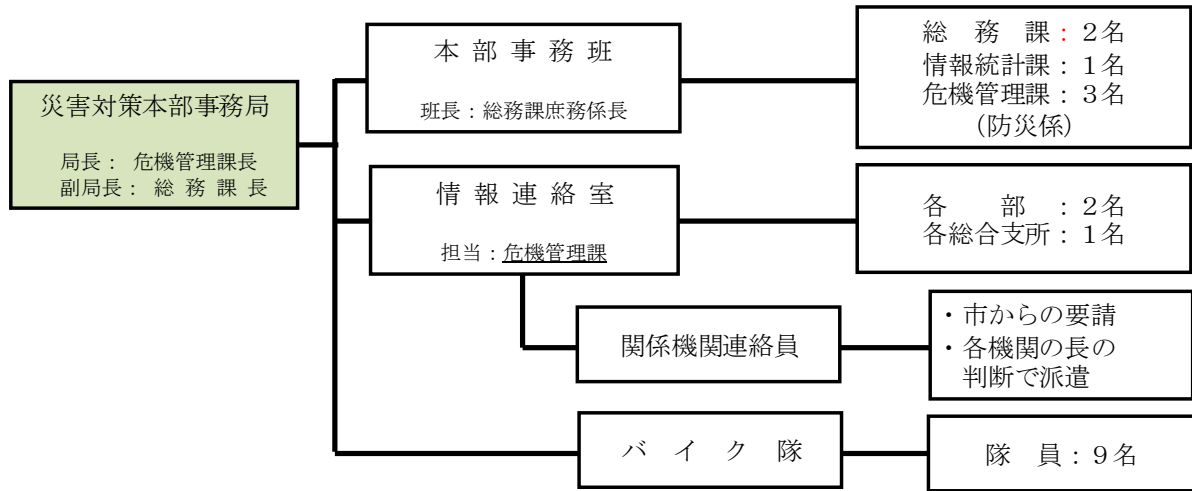 災害対策本部事務局
局長： 危機管理課長
副局長： 総 務 課 長
本 部 事 務 班
班長：総務課庶務係長
総　務　課：２名
情報統計課：１名
危機管理課：３名
（防災係）
情 報 連 絡 室
担当：危機管理課
各　　部　：２名
各総合支所：１名
関係機関連絡員
・市からの要請
・各機関の長の
判断で派遣
バ　イ　ク　隊
隊　員：９名